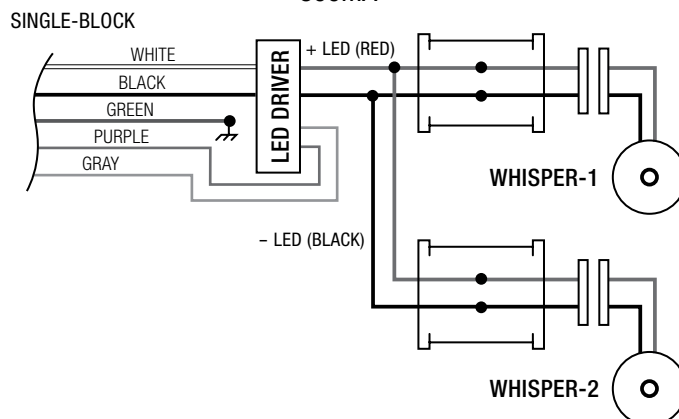 SINGLE-BLOCK
WHITE
+ LED (RED)
BLACK
GREEN
LED DRIVER
PURPLE
GRAY
WHISPER-1
– LED (BLACK)
WHISPER-2